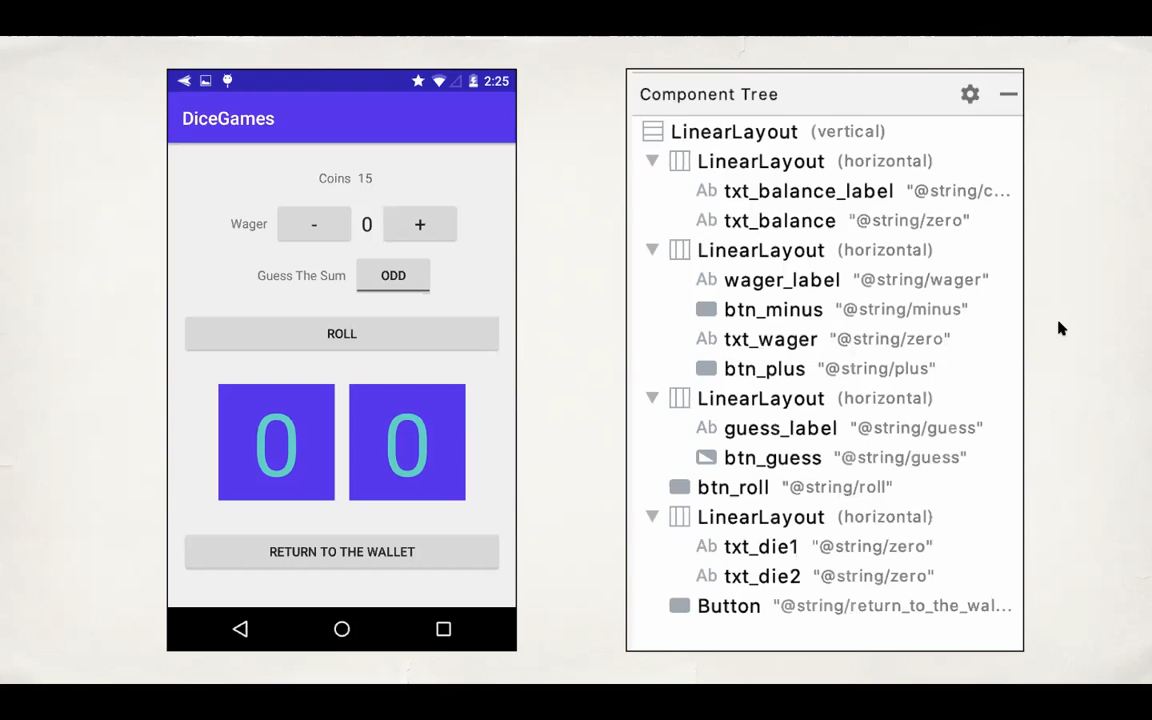 2:25
DiceGames
Coins 15
Wager - 0 +
Guess The Sum ODD
ROLL
0 0
RETURN TO THE WALLET
Component Tree
LinearLayout (vertical)
LinearLayout (horizontal)
Ab txt_balance_label "@string/c...
Ab txt_balance "@string/zero"
LinearLayout (horizontal)
Ab wager_label "@string/wager"
btn_minus "@string/minus"
Ab txt_wager "@string/zero"
btn_plus "@string/plus"
LinearLayout (horizontal)
Ab guess_label "@string/guess"
btn_guess "@string/guess"
btn_roll "@string/roll"
LinearLayout (horizontal)
Ab txt_die1 "@string/zero"
Ab txt_die2 "@string/zero"
Button "@string/return_to_the_wal...